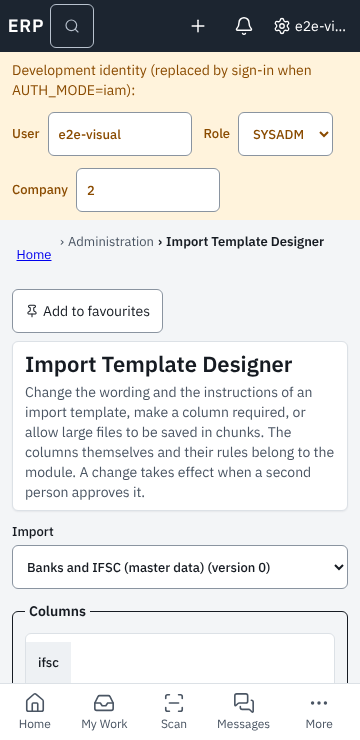 ERP
e2e-vi...
Development identity (replaced by sign-in when
AUTH_MODE=iam):
User e2e-visual Role SYSADM
Company 2
Home › Administration › Import Template Designer
Add to favourites
Import Template Designer
Change the wording and the instructions of an
import template, make a column required, or
allow large files to be saved in chunks. The
columns themselves and their rules belong to the
module. A change takes effect when a second
person approves it.
Import
Banks and IFSC (master data) (version 0)
Columns
ifsc
Home My Work Scan Messages More